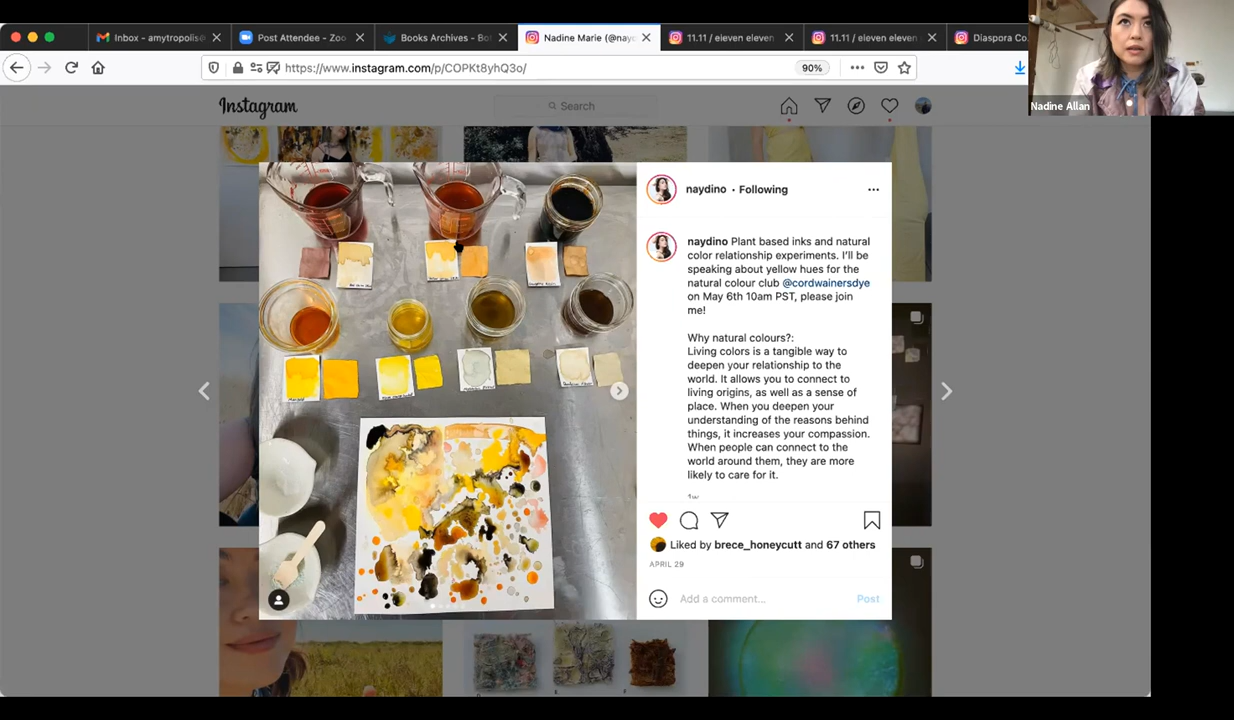 Inbox - amytropolis@
Post Attendee - Zoo
Books Archives - Bo
Nadine Marie (@nay
11.11 / eleven eleven
11.11 / eleven eleven
Diaspora Co.
https://www.instagram.com/p/COPKt8yhQ3o/
90%
Nadine Allan
Instagram
Search
naydino • Following
naydino Plant based inks and natural
color relationship experiments. I'll be
speaking about yellow hues for the
natural colour club @cordwainersdye
on May 6th 10am PST, please join
me!
Why natural colours?:
Living colors is a tangible way to
deepen your relationship to the
world. It allows you to connect to
living origins, as well as a sense of
place. When you deepen your
understanding of the reasons behind
things, it increases your compassion.
When people can connect to the
world around them, they are more
likely to care for it.
1w
Liked by brece_honeycutt and 67 others
APRIL 29
Add a comment...
Post